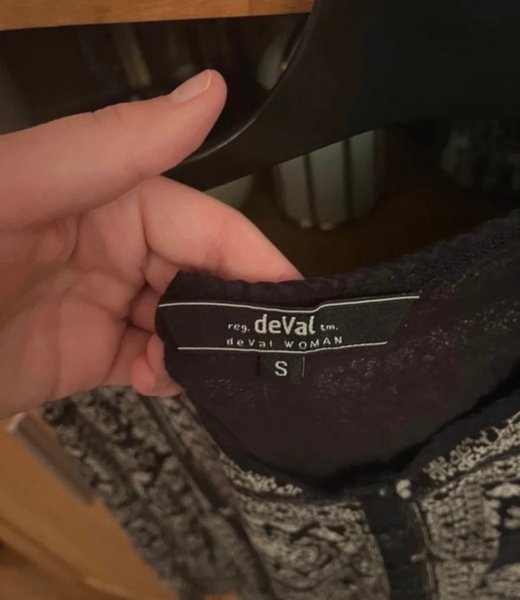 reg. deVal tm.
deVal WOMAN
S